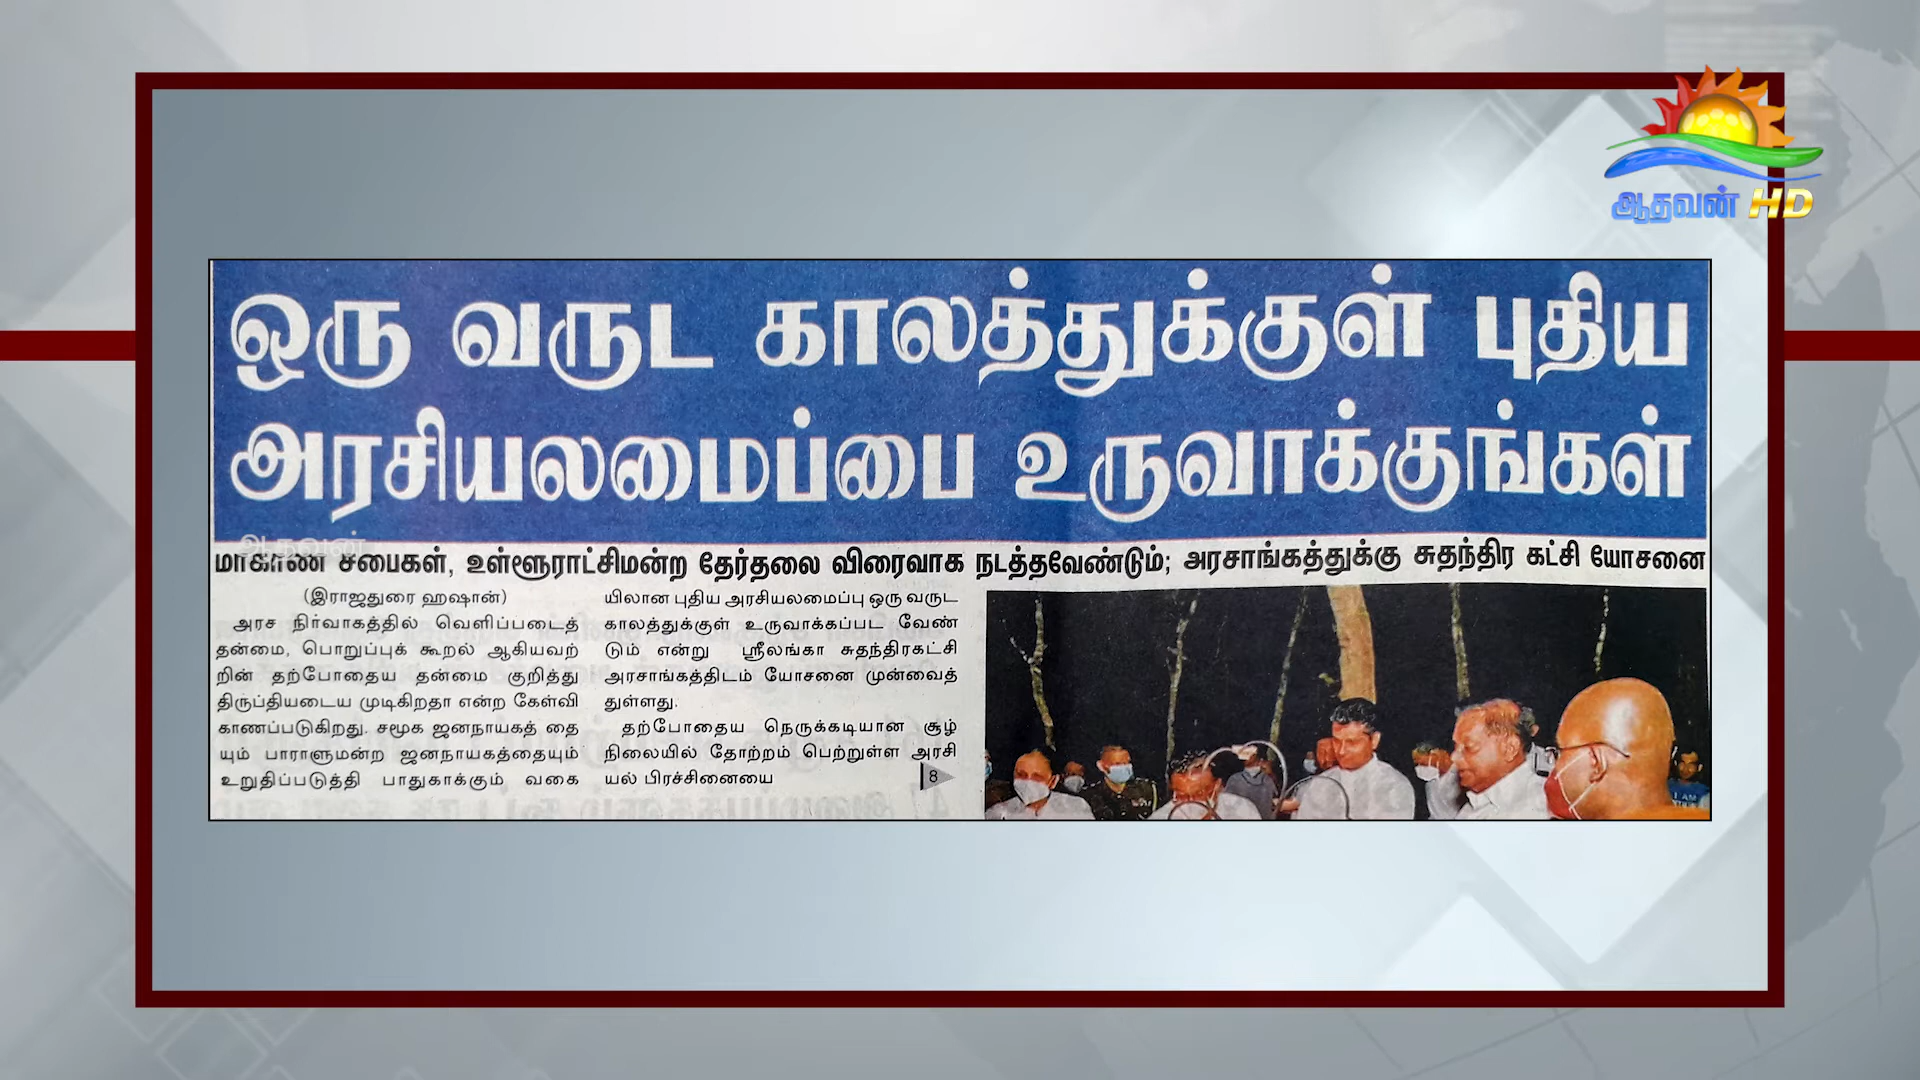 ஆதவன் HD
ஒரு வருட காலத்துக்குள் புதிய
அரசியலமைப்பை உருவாக்குங்கள்
ஆதவன்
மாகாண சபைகள், உள்ளூராட்சிமன்ற தேர்தலை விரைவாக நடத்தவேண்டும்; அரசாங்கத்துக்கு சுதந்திர கட்சி யோசனை
(இராஜதுரை ஹஷான்)
அரச நிர்வாகத்தில் வெளிப்படைத்
தன்மை, பொறுப்புக் கூறல் ஆகியவற்
றின் தற்போதைய தன்மை குறித்து
திருப்தியடைய முடிகிறதா என்ற கேள்வி
காணப்படுகிறது. சமூக ஜனநாயகத் தை
யும் பாராளுமன்ற ஜனநாயகத்தையும்
உறுதிப்படுத்தி பாதுகாக்கும் வகை
யிலான புதிய அரசியலமைப்பு ஒரு வருட
காலத்துக்குள் உருவாக்கப்பட வேண்
டும் என்று ஸ்ரீலங்கா சுதந்திரகட்சி
அரசாங்கத்திடம் யோசனை முன்வைத்
துள்ளது.
தற்போதைய நெருக்கடியான சூழ்
நிலையில் தோற்றம் பெற்றுள்ள அரசி
யல் பிரச்சினையை
8
I AM